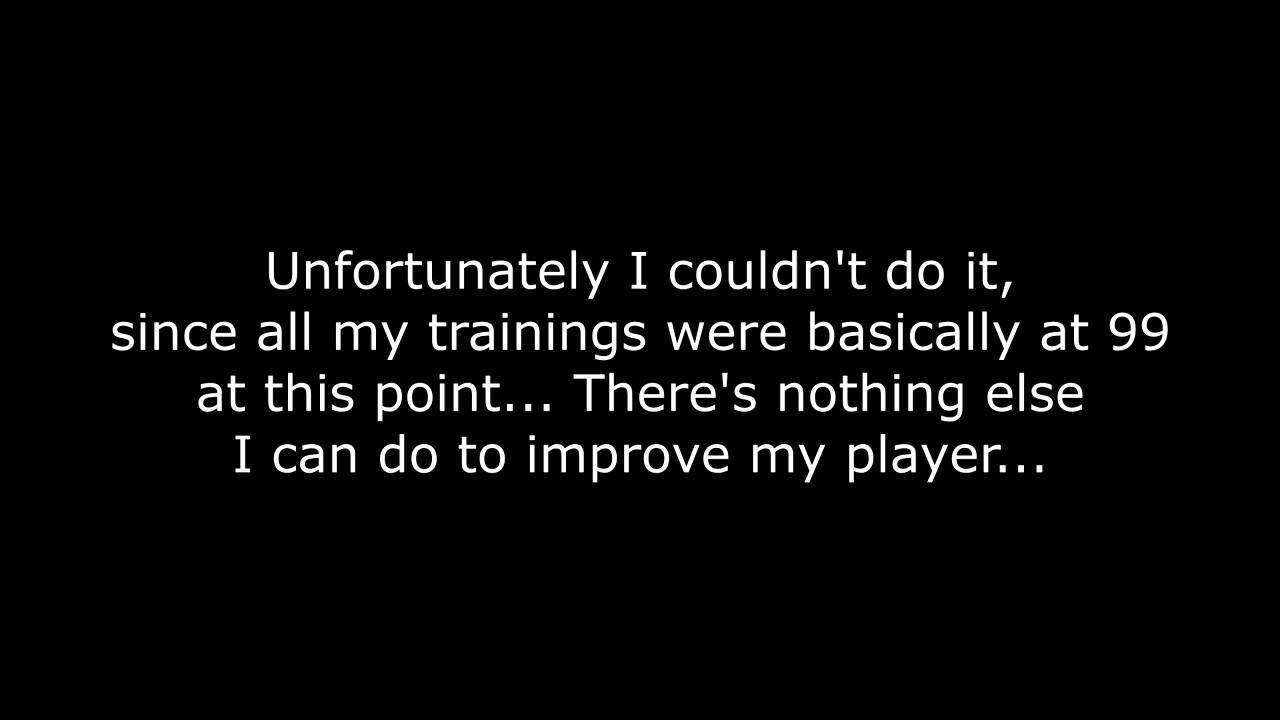 Unfortunately I couldn't do it,
since all my trainings were basically at 99
at this point... There's nothing else
I can do to improve my player...